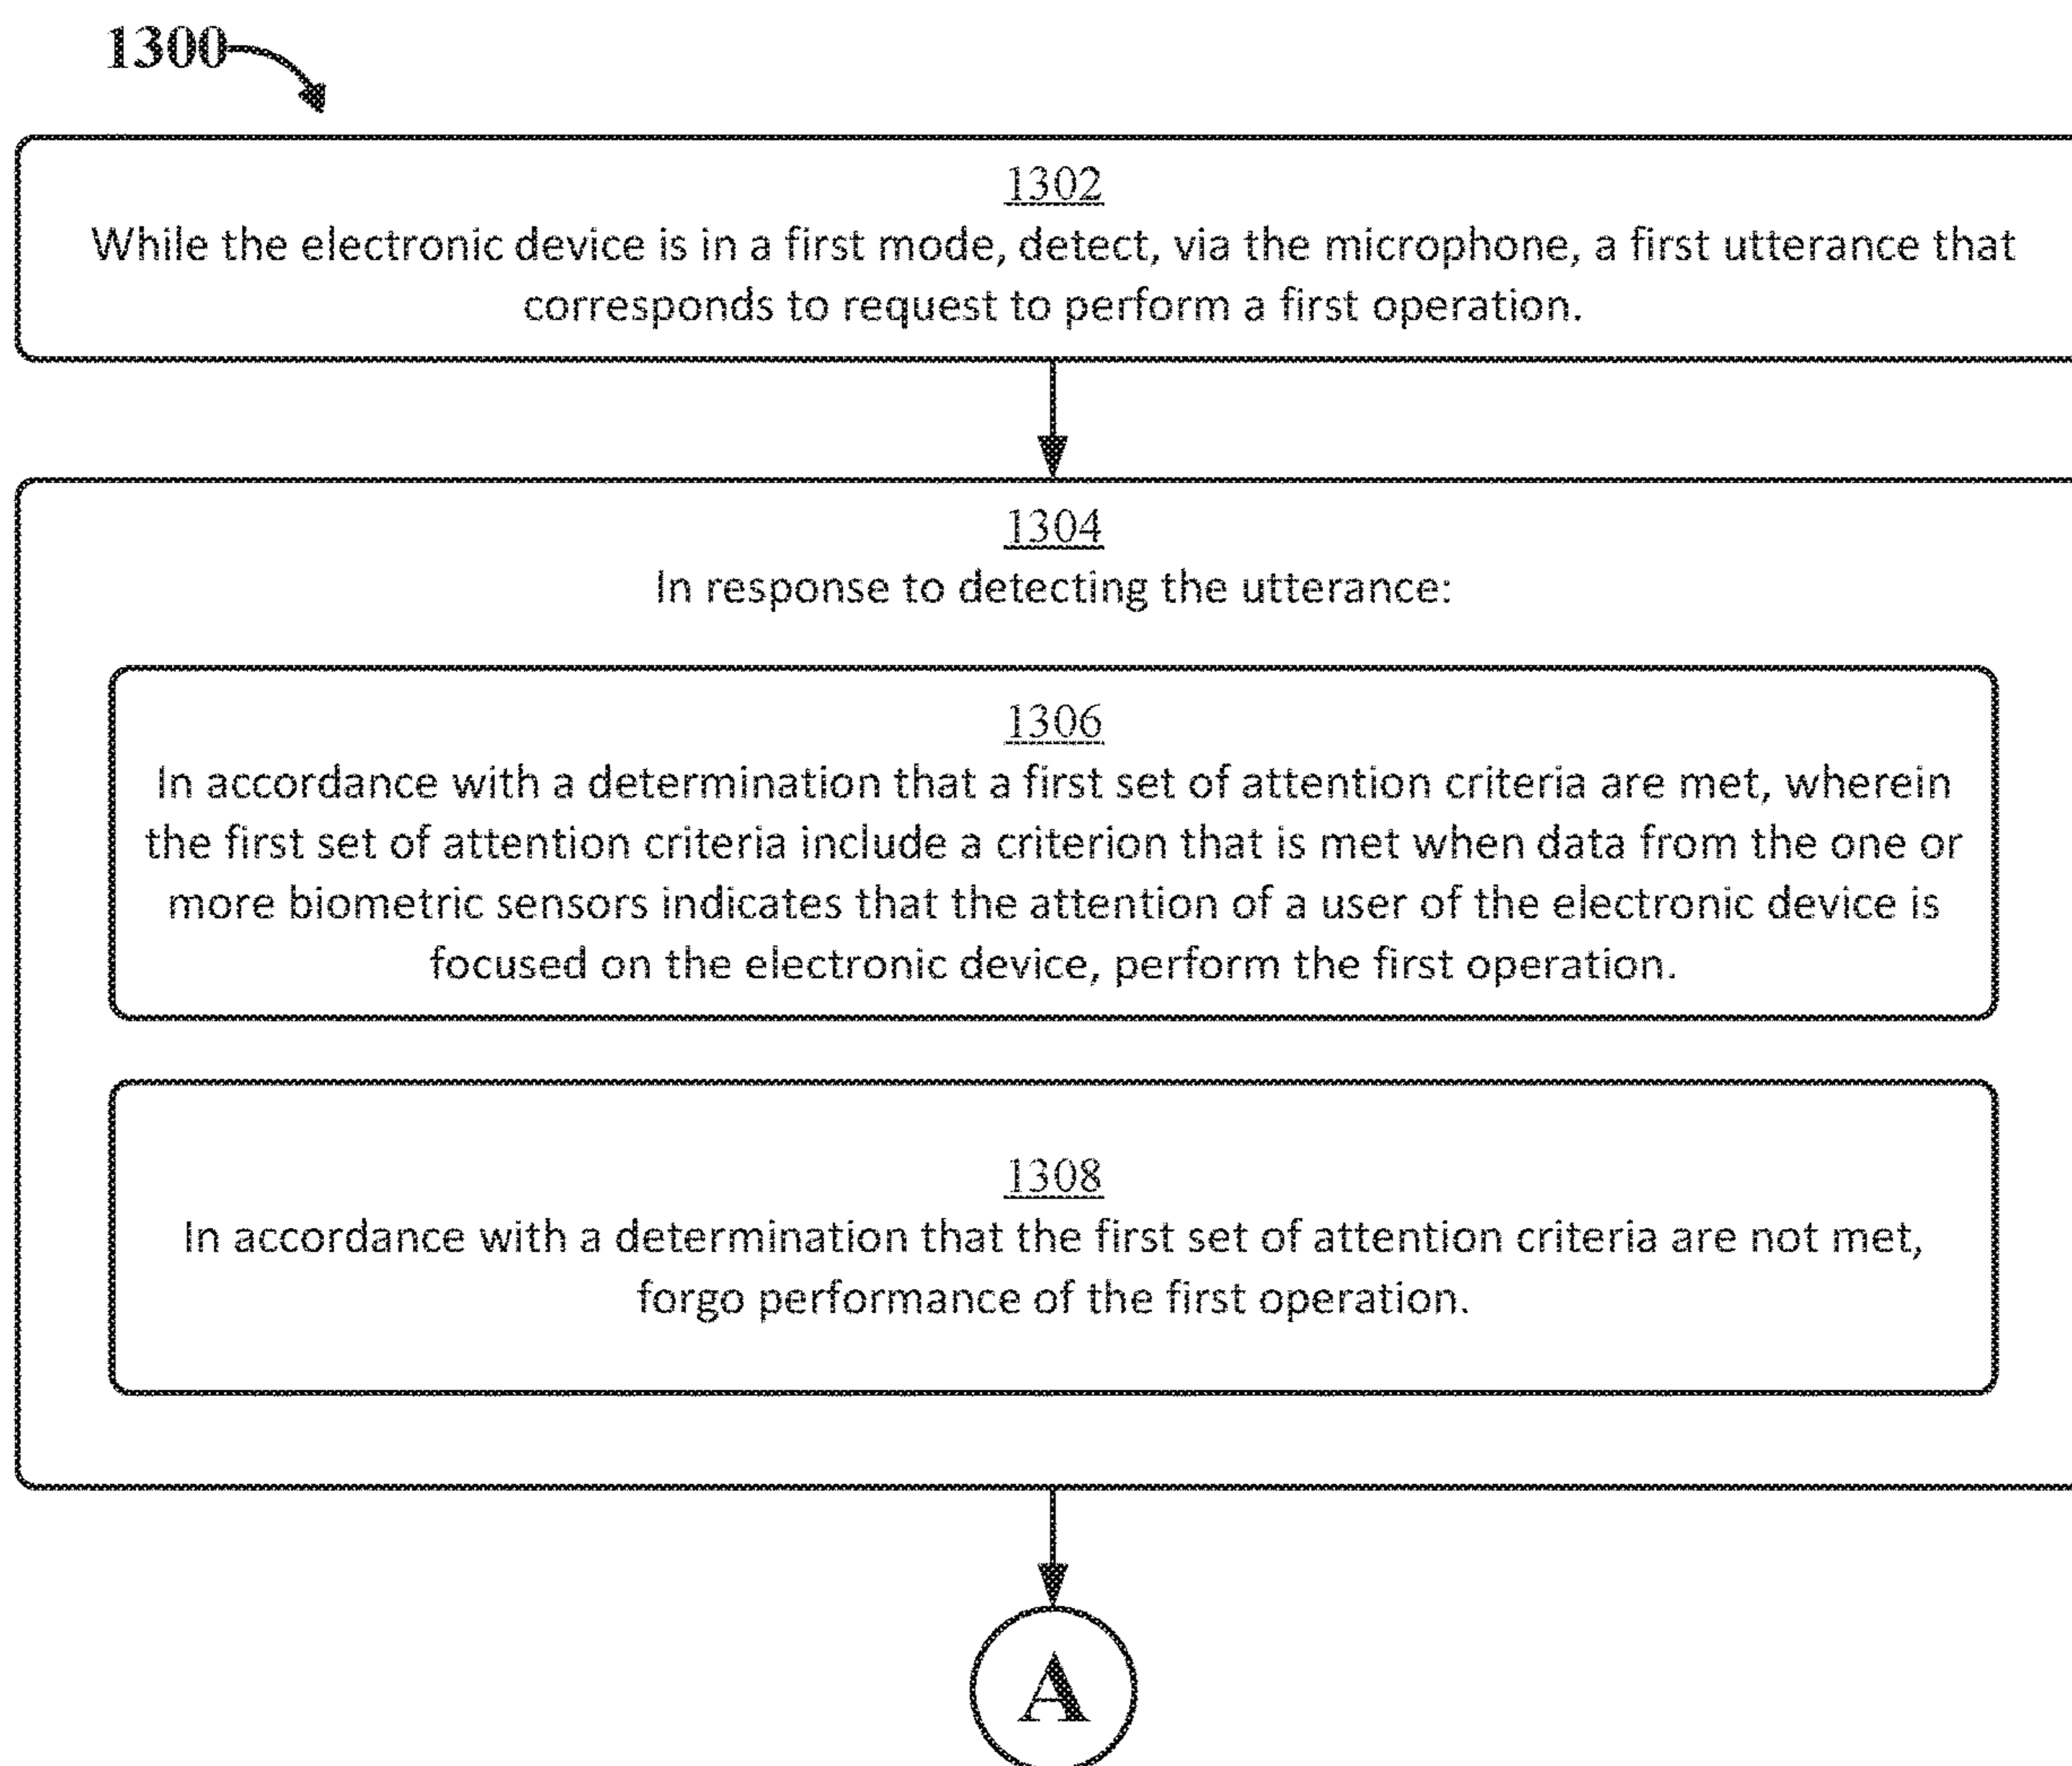 1300
1302
While the electronic device is in a first mode, detect, via the microphone, a first utterance that
corresponds to request to perform a first operation.
1304
In response to detecting the utterance:
1306
In accordance with a determination that a first set of attention criteria are met, wherein
the first set of attention criteria include a criterion that is met when data from the one or
more biometric sensors indicates that the attention of a user of the electronic device is
focused on the electronic device, perform the first operation.
1308
In accordance with a determination that the first set of attention criteria are not met,
forgo performance of the first operation.
A